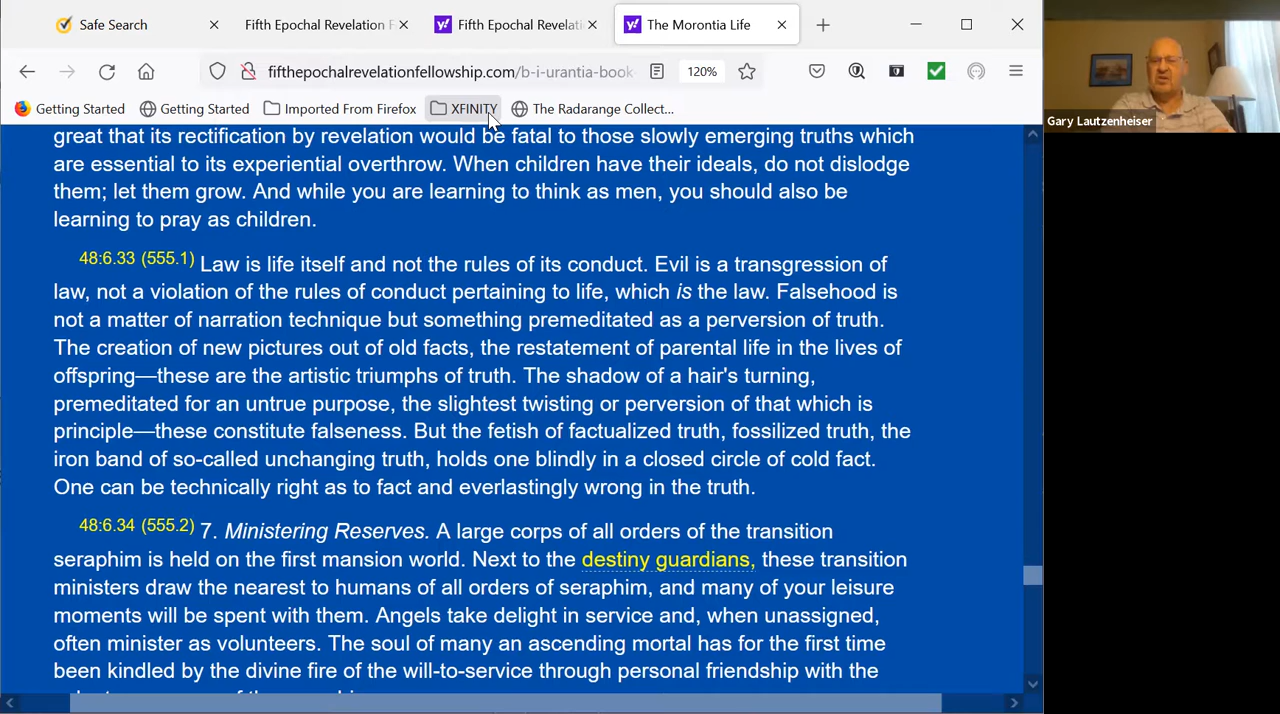 Safe Search
Fifth Epochal Revelation F
Fifth Epochal Revelati
The Morontia Life
fifthepochalrevelationfellowship.com/b-i-urantia-book
120%
Getting Started
Getting Started
Imported From Firefox
XFINITY
The Radarange Collect...
Gary Lautzenheiser
great that its rectification by revelation would be fatal to those slowly emerging truths which
are essential to its experiential overthrow. When children have their ideals, do not dislodge
them; let them grow. And while you are learning to think as men, you should also be
learning to pray as children.
48:6.33 (555.1) Law is life itself and not the rules of its conduct. Evil is a transgression of
law, not a violation of the rules of conduct pertaining to life, which is the law. Falsehood is
not a matter of narration technique but something premeditated as a perversion of truth.
The creation of new pictures out of old facts, the restatement of parental life in the lives of
offspring—these are the artistic triumphs of truth. The shadow of a hair's turning,
premeditated for an untrue purpose, the slightest twisting or perversion of that which is
principle—these constitute falseness. But the fetish of factualized truth, fossilized truth, the
iron band of so-called unchanging truth, holds one blindly in a closed circle of cold fact.
One can be technically right as to fact and everlastingly wrong in the truth.
48:6.34 (555.2) 7. Ministering Reserves. A large corps of all orders of the transition
seraphim is held on the first mansion world. Next to the destiny guardians, these transition
ministers draw the nearest to humans of all orders of seraphim, and many of your leisure
moments will be spent with them. Angels take delight in service and, when unassigned,
often minister as volunteers. The soul of many an ascending mortal has for the first time
been kindled by the divine fire of the will-to-service through personal friendship with the